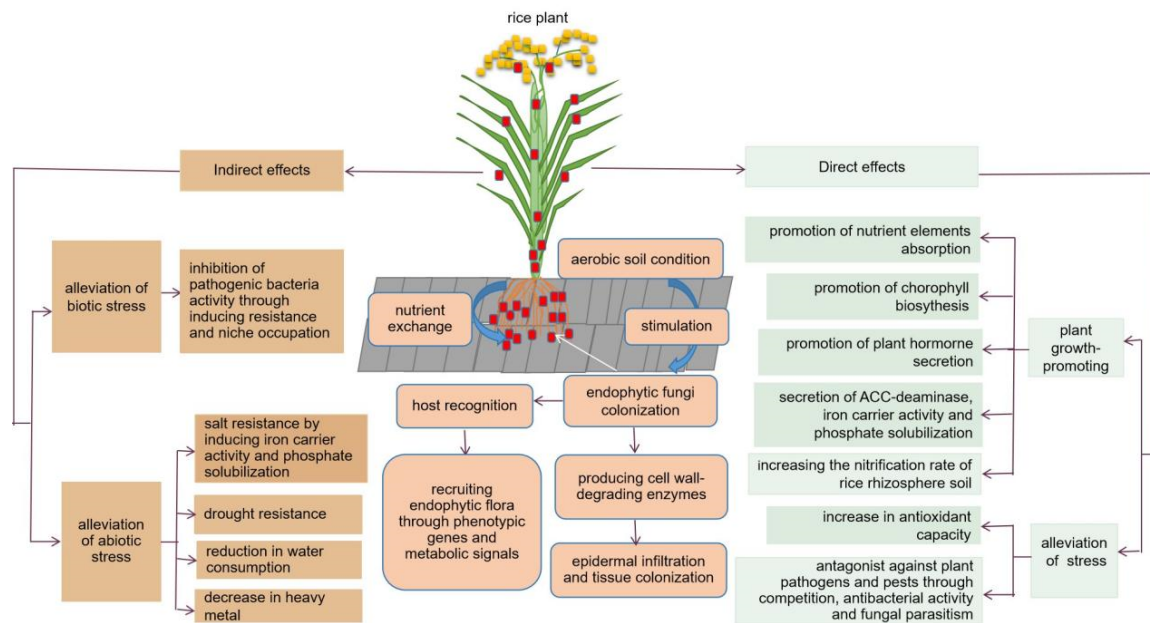 rice plant
Indirect effects
Direct effects
alleviation of
biotic stress
inhibition of
pathogenic bacteria
activity through
inducing resistance
and niche occupation
alleviation
of abiotic
stress
salt resistance by
inducing iron carrier
activity and phosphate
solubilization
drought resistance
reduction in water
consumption
decrease in heavy
metal
aerobic soil condition
nutrient
exchange
stimulation
host recognition
endophytic fungi
colonization
recruiting
endophytic flora
through phenotypic
genes and
metabolic signals
producing cell wall-
degrading enzymes
epidermal infiltration
and tissue colonization
promotion of nutrient elements
absorption
promotion of chorophyll
biosythesis
promotion of plant hormorne
secretion
secretion of ACC-deaminase,
iron carrier activity and
phosphate solubilization
increasing the nitrification rate of
rice rhizosphere soil
plant
growth-
promoting
increase in antioxidant
capacity
antagonist against plant
pathogens and pests through
competition, antibacterial activity
and fungal parasitism
alleviation
of stress